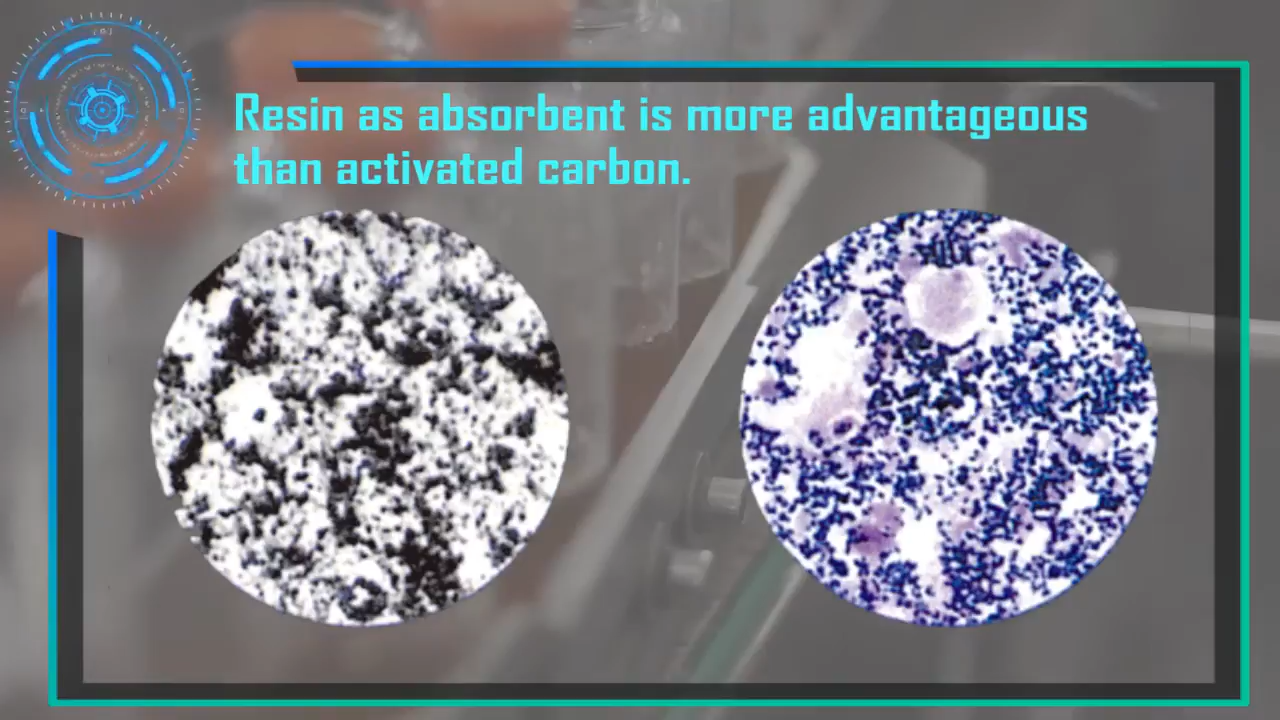 Resin as absorbent is more advantageous
than activated carbon.